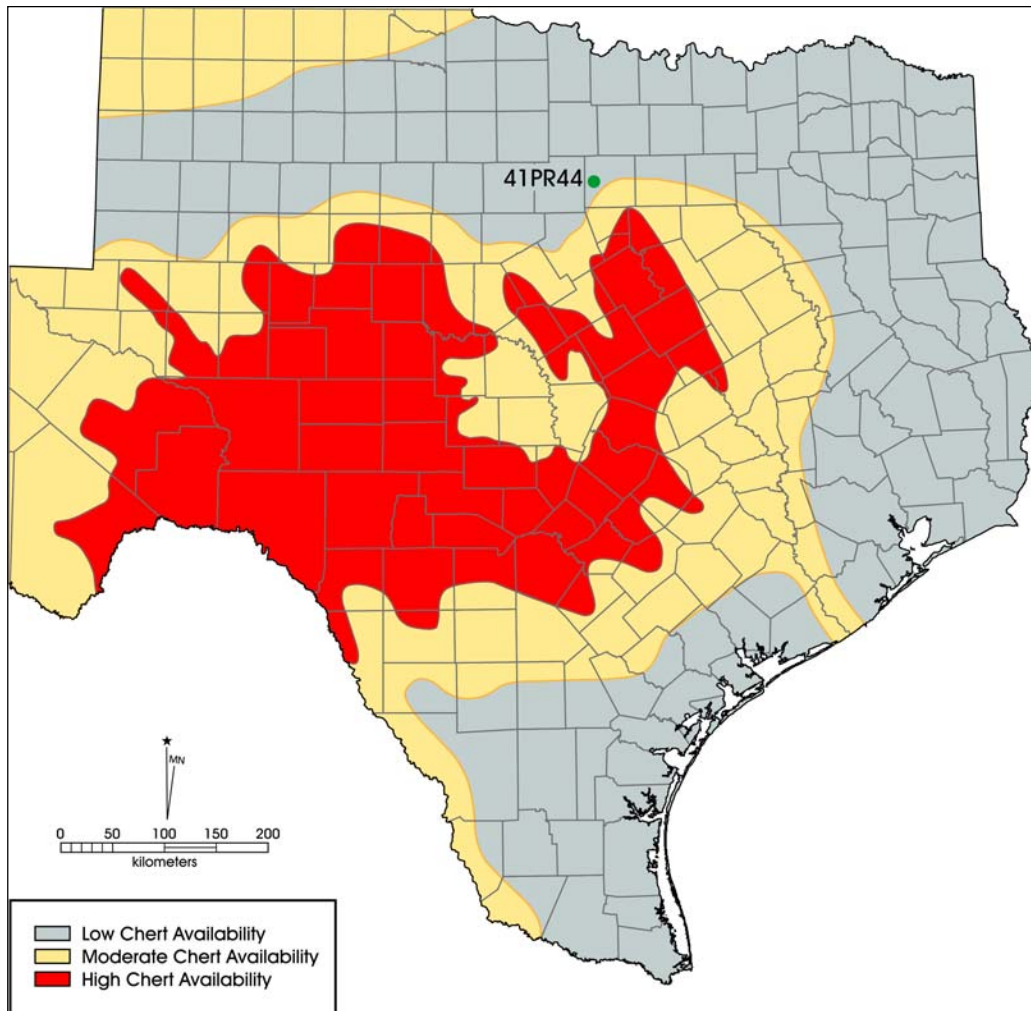 41PR44
MN
0 50 100 150 200
kilometers
Low Chert Availability
Moderate Chert Availability
High Chert Availability